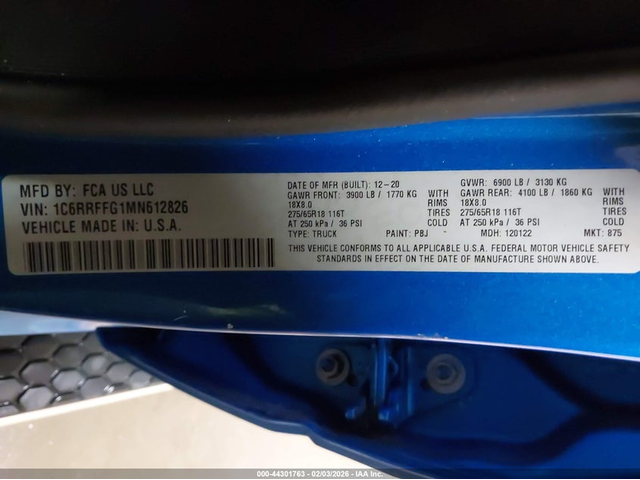 MFD BY: FCA US LLC
VIN: 1C6RRFFG1MN612826
VEHICLE MADE IN: U.S.A.
DATE OF MFR (BUILT): 12-20
GAWR FRONT: 3900 LB / 1770 KG WITH
18X8.0 RIMS
275/65R18 116T TIRES
AT 250 kPa / 36 PSI COLD
TYPE: TRUCK PAINT: PBJ
GVWR: 6900 LB / 3130 KG
GAWR REAR: 4100 LB / 1860 KG WITH
18X8.0 RIMS
275/65R18 116T TIRES
AT 250 kPa / 36 PSI COLD
MDH: 120122 MKT: 875
THIS VEHICLE CONFORMS TO ALL APPLICABLE U.S.A. FEDERAL MOTOR VEHICLE SAFETY
STANDARDS IN EFFECT ON THE DATE OF MANUFACTURE SHOWN ABOVE.
000-44301763 - 02/03/2026 - IAA Inc.